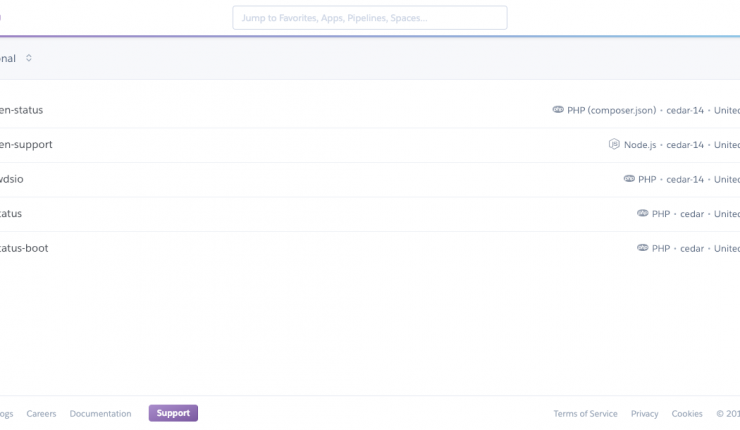 Jump to Favorites, Apps, Pipelines, Spaces...
nal
en-status PHP (composer.json) • cedar-14 • United
en-support Node.js • cedar-14 • United
wdsio PHP • cedar-14 • United
tatus PHP • cedar • United
tatus-boot PHP • cedar • United
ogs Careers Documentation Support Terms of Service Privacy Cookies © 201